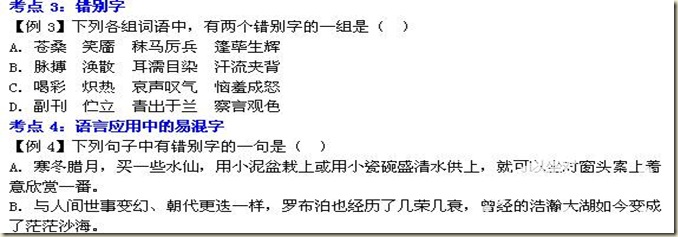 考点 3：错别字
【例 3】下列各组词语中，有两个错别字的一组是（  ）
A. 苍桑  笑靥  秣马厉兵  篷荜生辉
B. 脉搏  涣散  耳濡目染  汗流夹背
C. 喝彩  炽热  哀声叹气  恼羞成怒
D. 副刊  伫立  青出于兰  察言观色
考点 4：语言应用中的易混字
【例 4】下列句子中有错别字的一句是（  ）
A. 寒冬腊月，买一些水仙，用小泥盆栽上或用小瓷碗盛清水供上，就可以坐对窗头案上着
意欣赏一番。
B. 与人间世事变幻、朝代更迭一样，罗布泊也经历了几荣几衰，曾经的浩瀚大湖如今变成
了茫茫沙海。